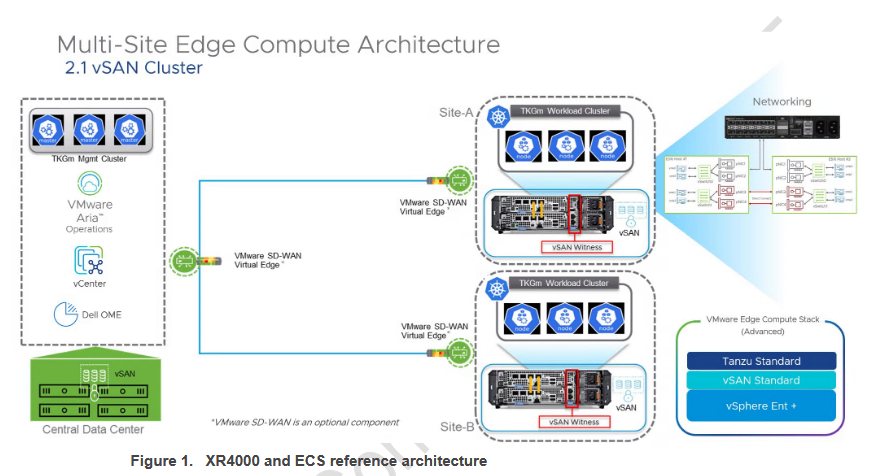 Multi-Site Edge Compute Architecture
2.1 vSAN Cluster
master
master
master
TKGm Mgmt Cluster
VMware
Aria™
Operations
vCenter
Dell OME
vSAN
Central Data Center
VMware SD-WAN
Virtual Edge*
VMware SD-WAN
Virtual Edge*
VMware SD-WAN
Virtual Edge*
*VMware SD-WAN is an optional component
Site-A
TKGm Workload Cluster
node
node
node
vSAN
vSAN Witness
TKGm Workload Cluster
node
node
node
vSAN
vSAN Witness
Site-B
Networking
VMware Edge Compute Stack
(Advanced)
Tanzu Standard
vSAN Standard
vSphere Ent +
Figure 1. XR4000 and ECS reference architecture